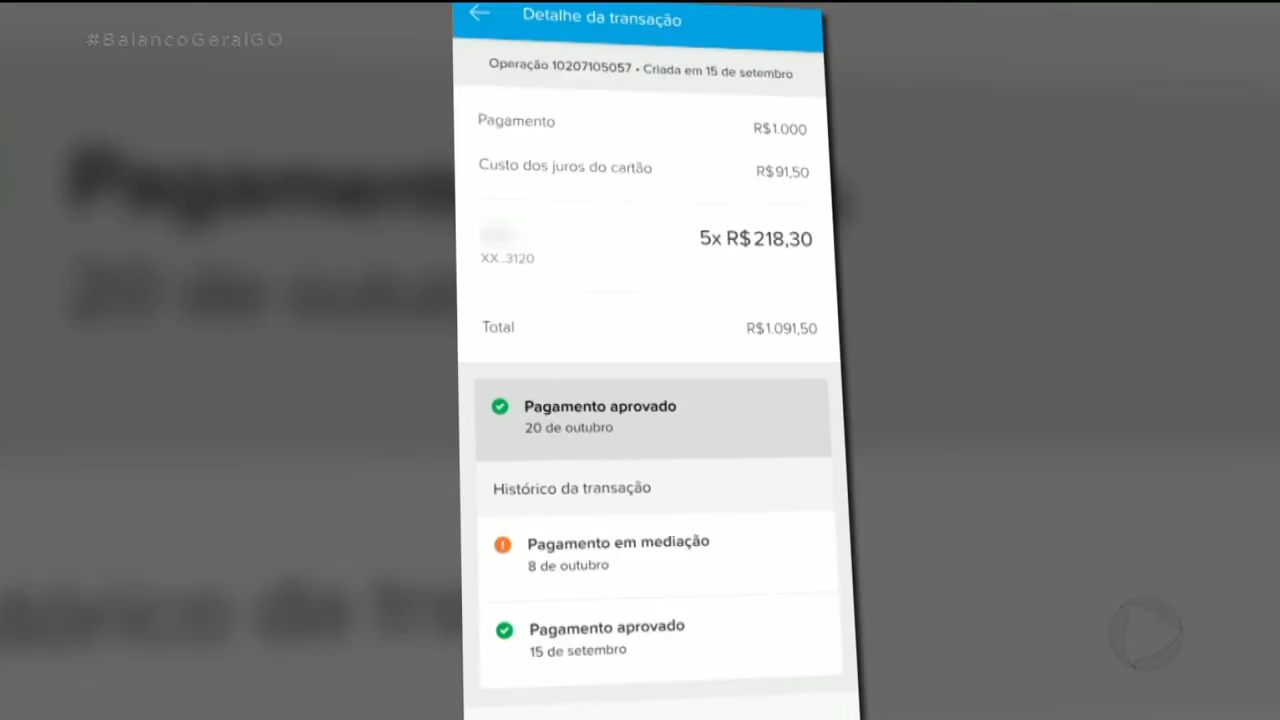 #BalancoGeralGO
Detalhe da transação
Operação 10207105057 • Criada em 15 de setembro
Pagamento
R$1.000
Custo dos juros do cartão
R$91,50
5x R$218,30
XX..3120
Total
R$1.091,50
Pagamento aprovado
20 de outubro
Histórico da transação
Pagamento em mediação
8 de outubro
Pagamento aprovado
15 de setembro